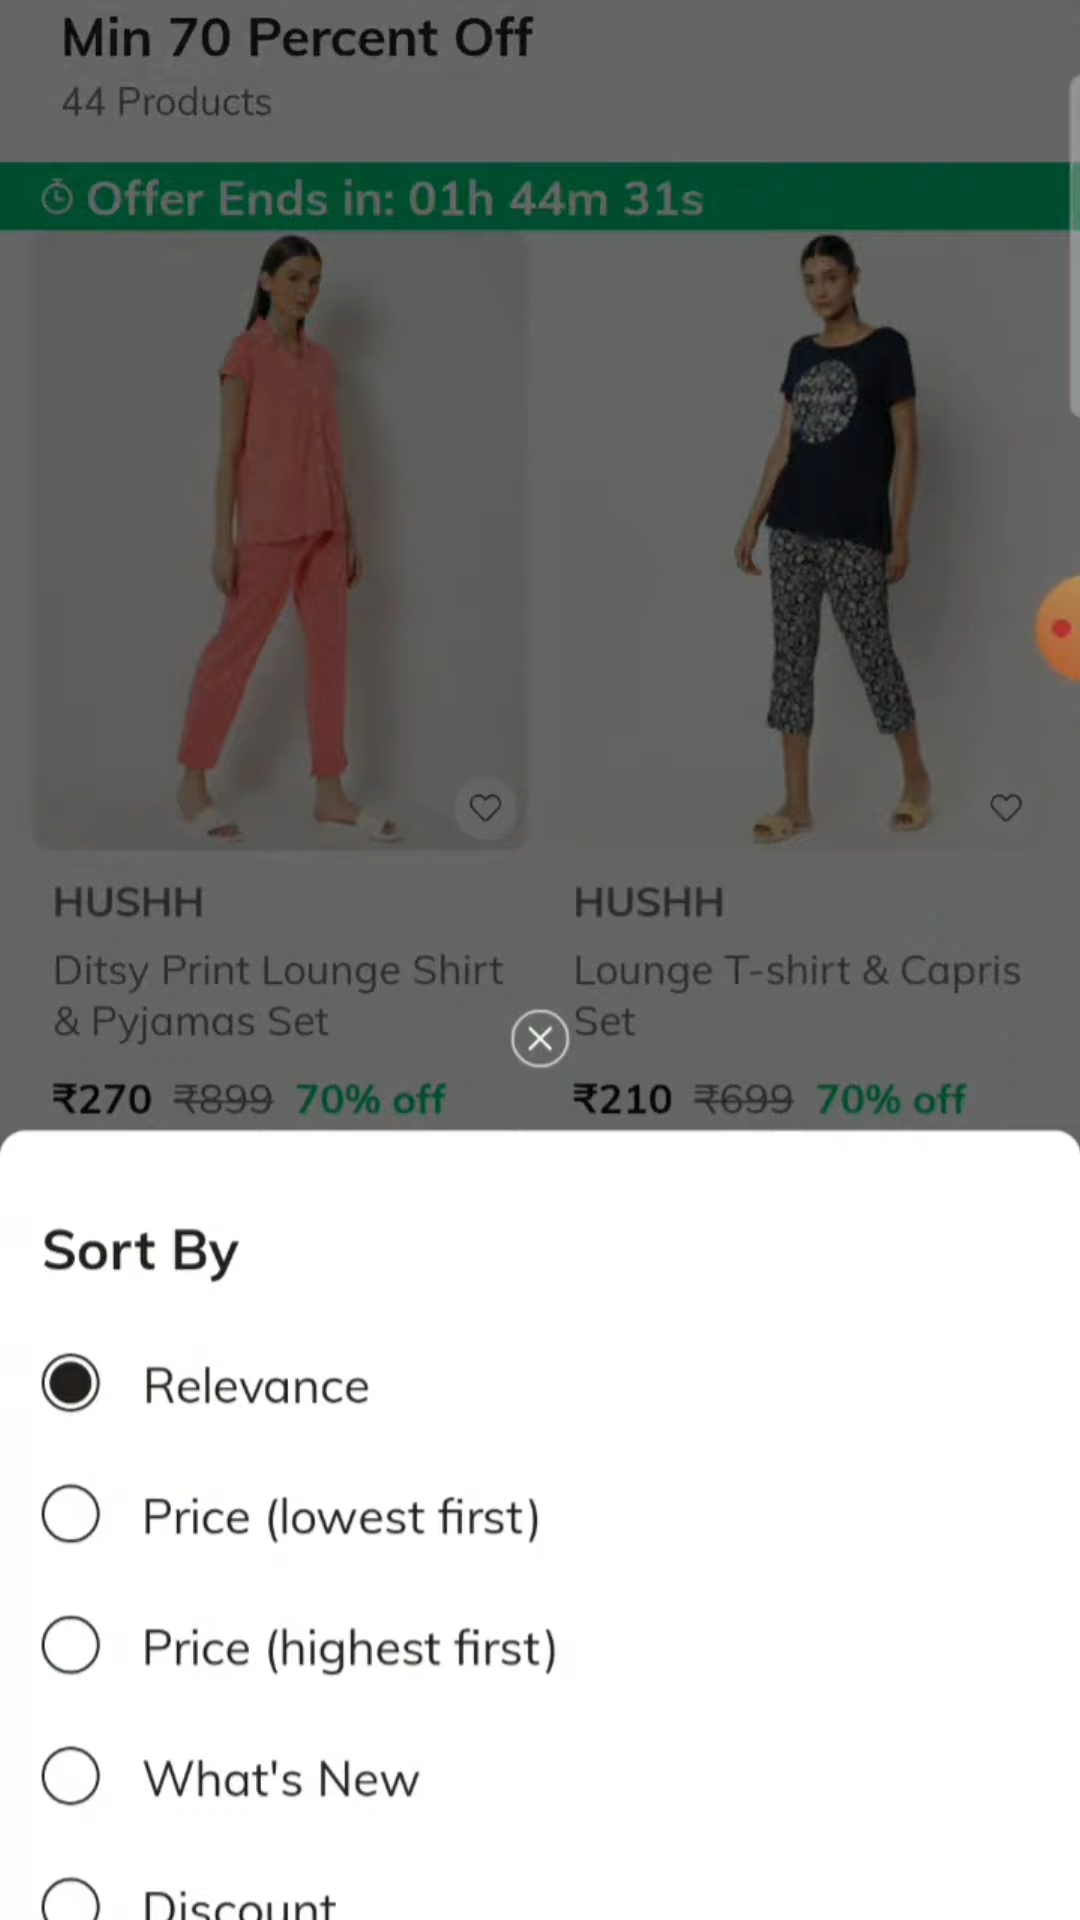 Min 70 Percent Off
44 Products
Offer Ends in: 01h 44m 31s
HUSHH
Ditsy Print Lounge Shirt
& Pyjamas Set
₹270 ₹899 70% off
HUSHH
Lounge T-shirt & Capris
Set
₹210 ₹699 70% off
Sort By
Relevance
Price (lowest first)
Price (highest first)
What's New
Discount